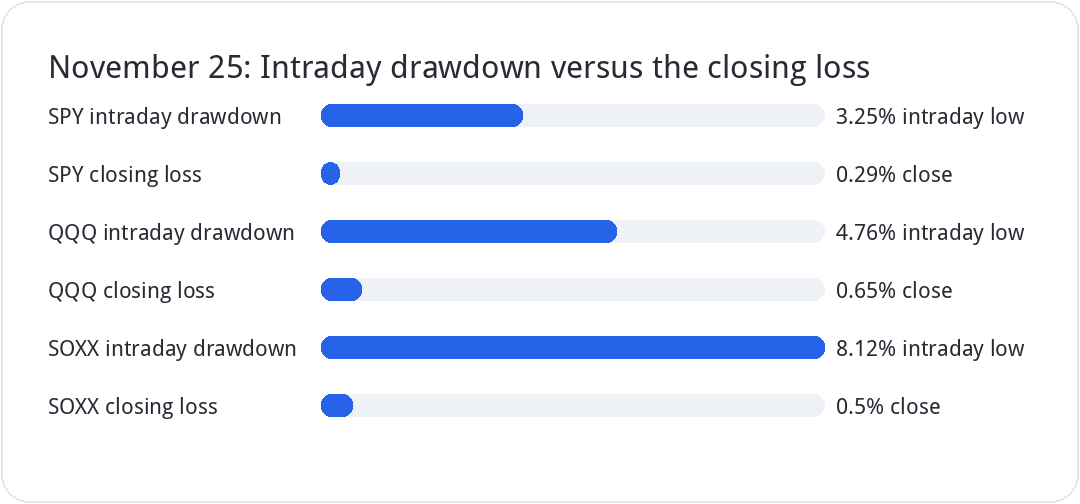 November 25: Intraday drawdown versus the closing loss
SPY intraday drawdown 3.25% intraday low
SPY closing loss 0.29% close
QQQ intraday drawdown 4.76% intraday low
QQQ closing loss 0.65% close
SOXX intraday drawdown 8.12% intraday low
SOXX closing loss 0.5% close